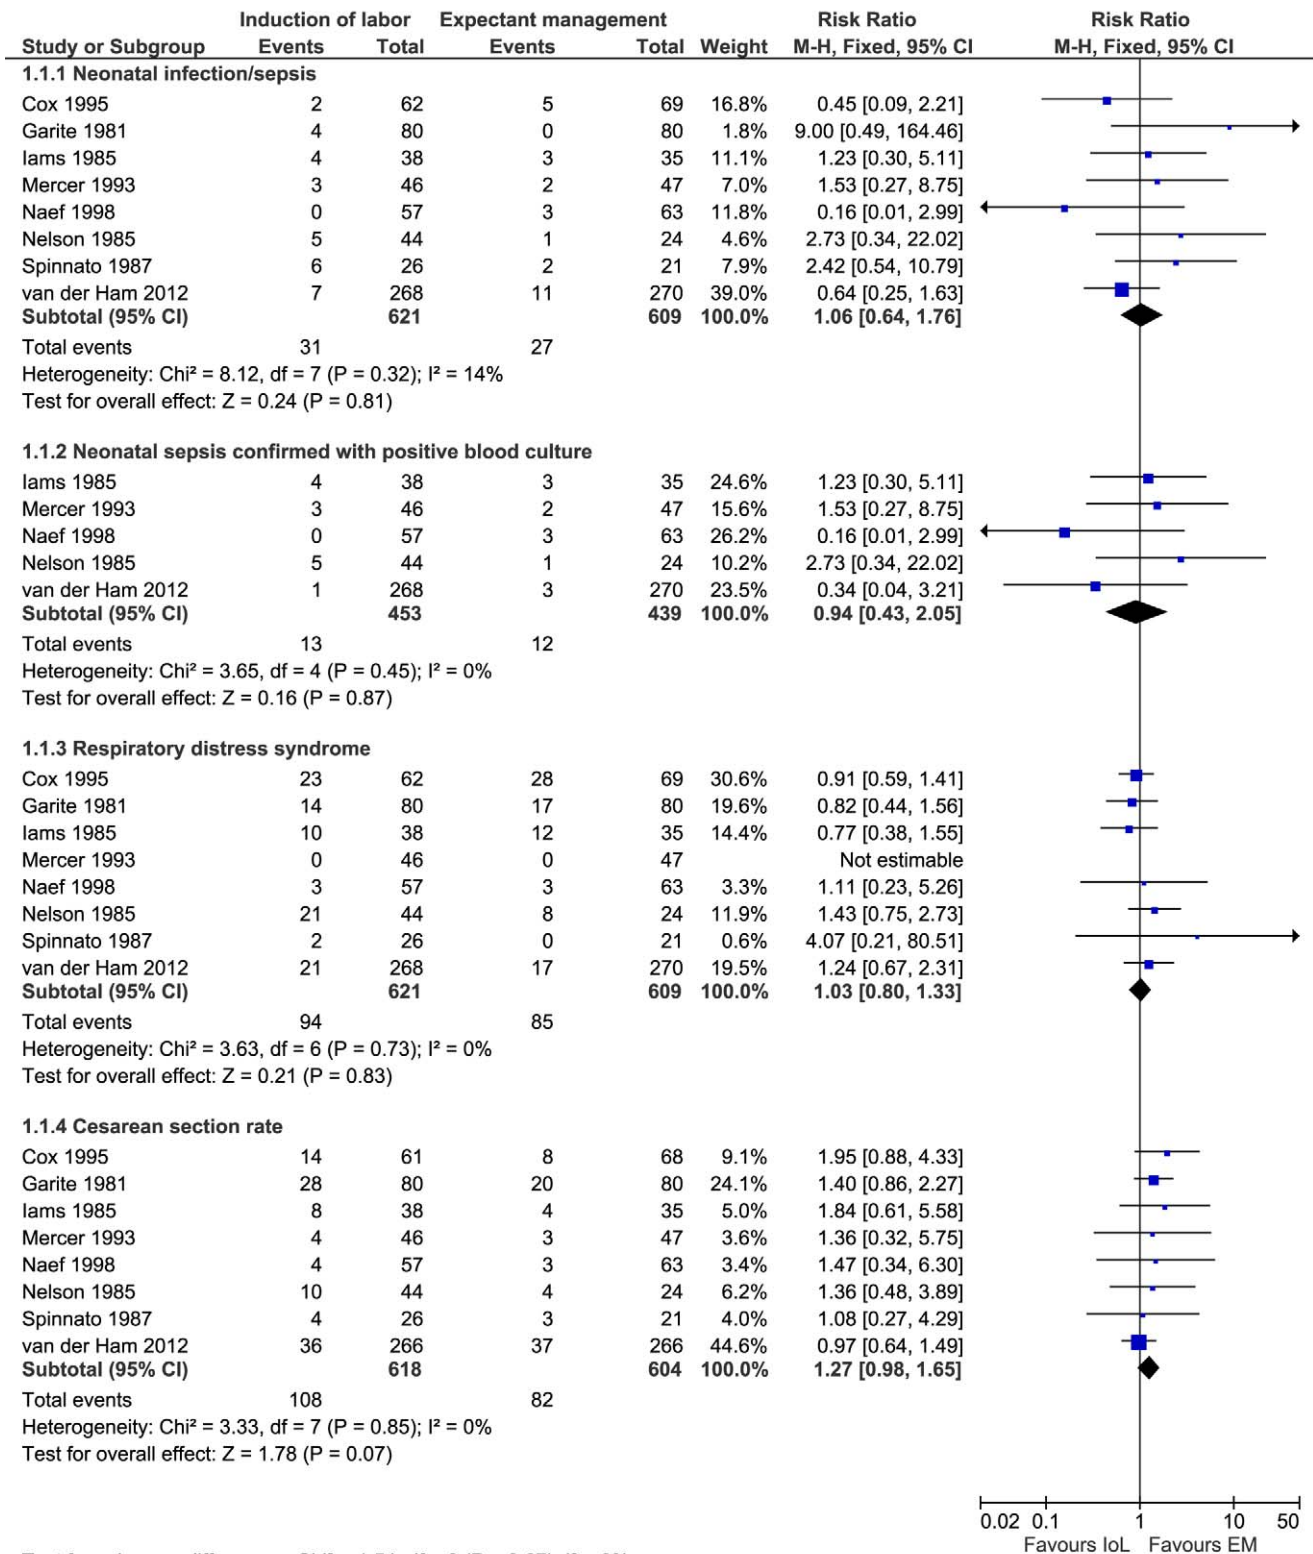 Induction of labor Expectant management Risk Ratio Risk Ratio
Study or Subgroup Events Total Events Total Weight M-H, Fixed, 95% CI M-H, Fixed, 95% CI
1.1.1 Neonatal infection/sepsis
Cox 1995 2 62 5 69 16.8% 0.45 [0.09, 2.21]
Garite 1981 4 80 0 80 1.8% 9.00 [0.49, 164.46]
Iams 1985 4 38 3 35 11.1% 1.23 [0.30, 5.11]
Mercer 1993 3 46 2 47 7.0% 1.53 [0.27, 8.75]
Naef 1998 0 57 3 63 11.8% 0.16 [0.01, 2.99]
Nelson 1985 5 44 1 24 4.6% 2.73 [0.34, 22.02]
Spinnato 1987 6 26 2 21 7.9% 2.42 [0.54, 10.79]
van der Ham 2012 7 268 11 270 39.0% 0.64 [0.25, 1.63]
Subtotal (95% CI) 621 609 100.0% 1.06 [0.64, 1.76]
Total events 31 27
Heterogeneity: Chi² = 8.12, df = 7 (P = 0.32); I² = 14%
Test for overall effect: Z = 0.24 (P = 0.81)
1.1.2 Neonatal sepsis confirmed with positive blood culture
Iams 1985 4 38 3 35 24.6% 1.23 [0.30, 5.11]
Mercer 1993 3 46 2 47 15.6% 1.53 [0.27, 8.75]
Naef 1998 0 57 3 63 26.2% 0.16 [0.01, 2.99]
Nelson 1985 5 44 1 24 10.2% 2.73 [0.34, 22.02]
van der Ham 2012 1 268 3 270 23.5% 0.34 [0.04, 3.21]
Subtotal (95% CI) 453 439 100.0% 0.94 [0.43, 2.05]
Total events 13 12
Heterogeneity: Chi² = 3.65, df = 4 (P = 0.45); I² = 0%
Test for overall effect: Z = 0.16 (P = 0.87)
1.1.3 Respiratory distress syndrome
Cox 1995 23 62 28 69 30.6% 0.91 [0.59, 1.41]
Garite 1981 14 80 17 80 19.6% 0.82 [0.44, 1.56]
Iams 1985 10 38 12 35 14.4% 0.77 [0.38, 1.55]
Mercer 1993 0 46 0 47 Not estimable
Naef 1998 3 57 3 63 3.3% 1.11 [0.23, 5.26]
Nelson 1985 21 44 8 24 11.9% 1.43 [0.75, 2.73]
Spinnato 1987 2 26 0 21 0.6% 4.07 [0.21, 80.51]
van der Ham 2012 21 268 17 270 19.5% 1.24 [0.67, 2.31]
Subtotal (95% CI) 621 609 100.0% 1.03 [0.80, 1.33]
Total events 94 85
Heterogeneity: Chi² = 3.63, df = 6 (P = 0.73); I² = 0%
Test for overall effect: Z = 0.21 (P = 0.83)
1.1.4 Cesarean section rate
Cox 1995 14 61 8 68 9.1% 1.95 [0.88, 4.33]
Garite 1981 28 80 20 80 24.1% 1.40 [0.86, 2.27]
Iams 1985 8 38 4 35 5.0% 1.84 [0.61, 5.58]
Mercer 1993 4 46 3 47 3.6% 1.36 [0.32, 5.75]
Naef 1998 4 57 3 63 3.4% 1.47 [0.34, 6.30]
Nelson 1985 10 44 4 24 6.2% 1.36 [0.48, 3.89]
Spinnato 1987 4 26 3 21 4.0% 1.08 [0.27, 4.29]
van der Ham 2012 36 266 37 266 44.6% 0.97 [0.64, 1.49]
Subtotal (95% CI) 618 604 100.0% 1.27 [0.98, 1.65]
Total events 108 82
Heterogeneity: Chi² = 3.33, df = 7 (P = 0.85); I² = 0%
Test for overall effect: Z = 1.78 (P = 0.07)
0.02 0.1 1 10 50
Favours IoL Favours EM